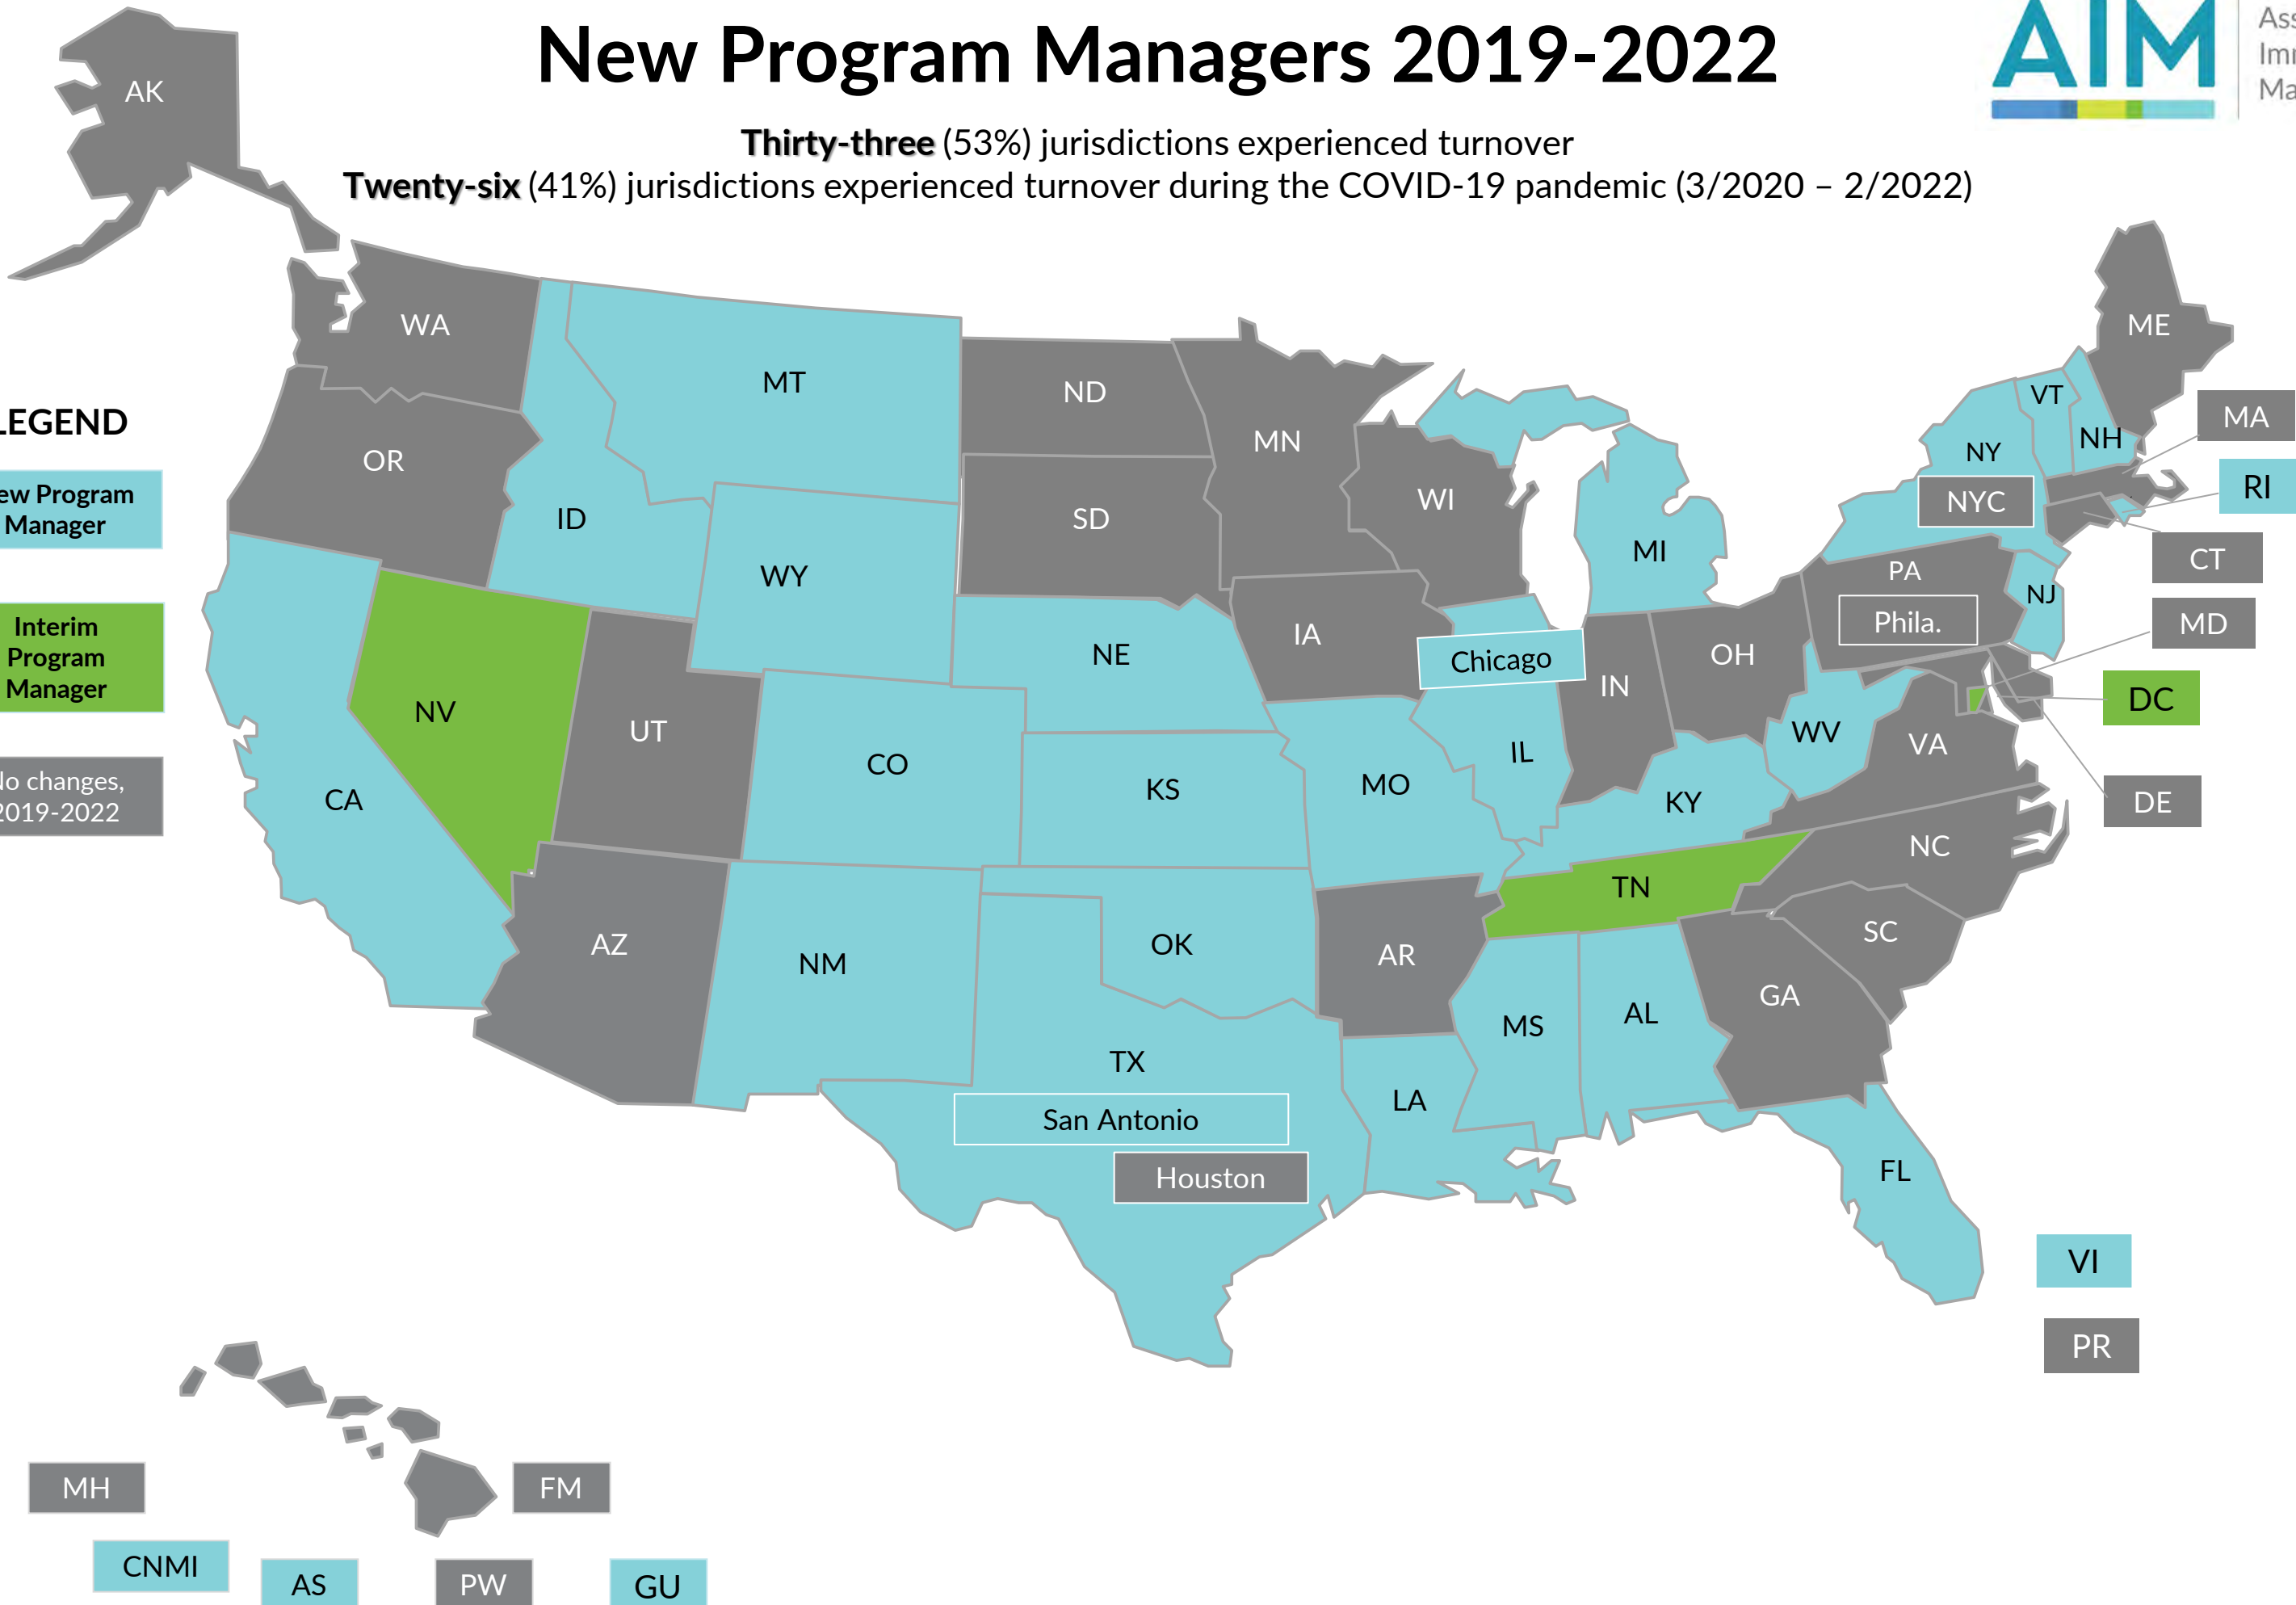 New Program Managers 2019-2022
Thirty-three (53%) jurisdictions experienced turnover
Twenty-six (41%) jurisdictions experienced turnover during the COVID-19 pandemic (3/2020 – 2/2022)
AIM
AK
WA
MT
ND
MN
ME
VT
NH
MA
NY
RI
NYC
OR
ID
SD
WI
MI
CT
WY
PA
NJ
Phila.
MD
IA
NE
Chicago
OH
IN
DC
NV
UT
WV
VA
IL
CO
KS
MO
CA
KY
DE
NC
TN
SC
AZ
NM
OK
AR
GA
MS
AL
TX
LA
San Antonio
Houston
FL
VI
PR
LEGEND
Program
Manager
Interim
Program
Manager
changes,
2019-2022
MH
FM
CNMI
AS
PW
GU